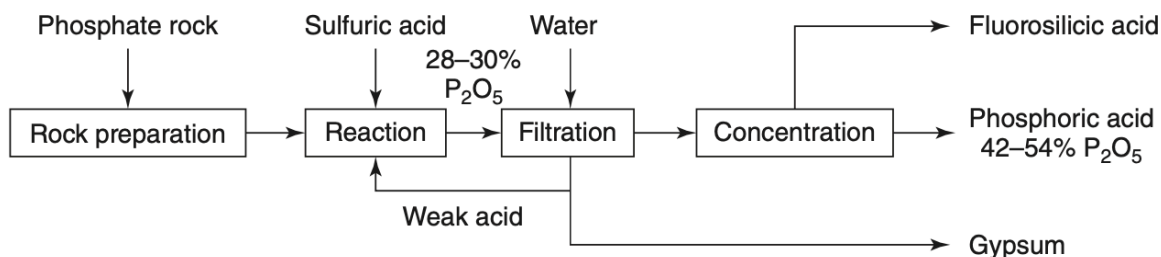 Phosphate rock
Sulfuric acid
Water
Fluorosilicic acid
28–30%
P₂O₅
Rock preparation
Reaction
Filtration
Concentration
Phosphoric acid
42–54% P₂O₅
Weak acid
Gypsum